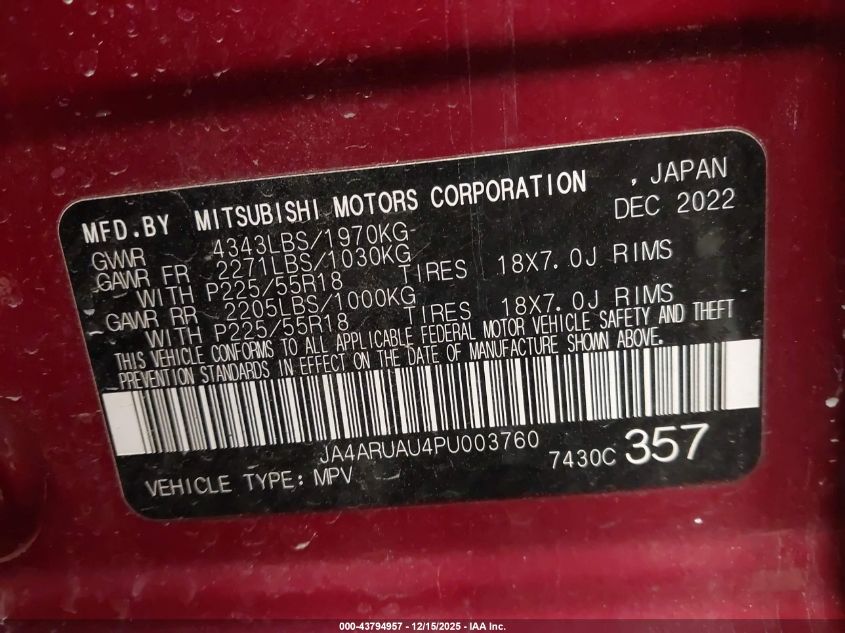 MFD.BY MITSUBISHI MOTORS CORPORATION , JAPAN
DEC 2022
GVWR 4343LBS/1970KG
GAWR FR 2271LBS/1030KG
WITH P225/55R18 TIRES 18X7.0J RIMS
GAWR RR 2205LBS/1000KG
WITH P225/55R18 TIRES 18X7.0J RIMS
THIS VEHICLE CONFORMS TO ALL APPLICABLE FEDERAL MOTOR VEHICLE SAFETY AND THEFT
PREVENTION STANDARDS IN EFFECT ON THE DATE OF MANUFACTURE SHOWN ABOVE.
JA4ARUAU4PU003760
7430C 357
VEHICLE TYPE: MPV
000-43794957 - 12/15/2025 - IAA Inc.